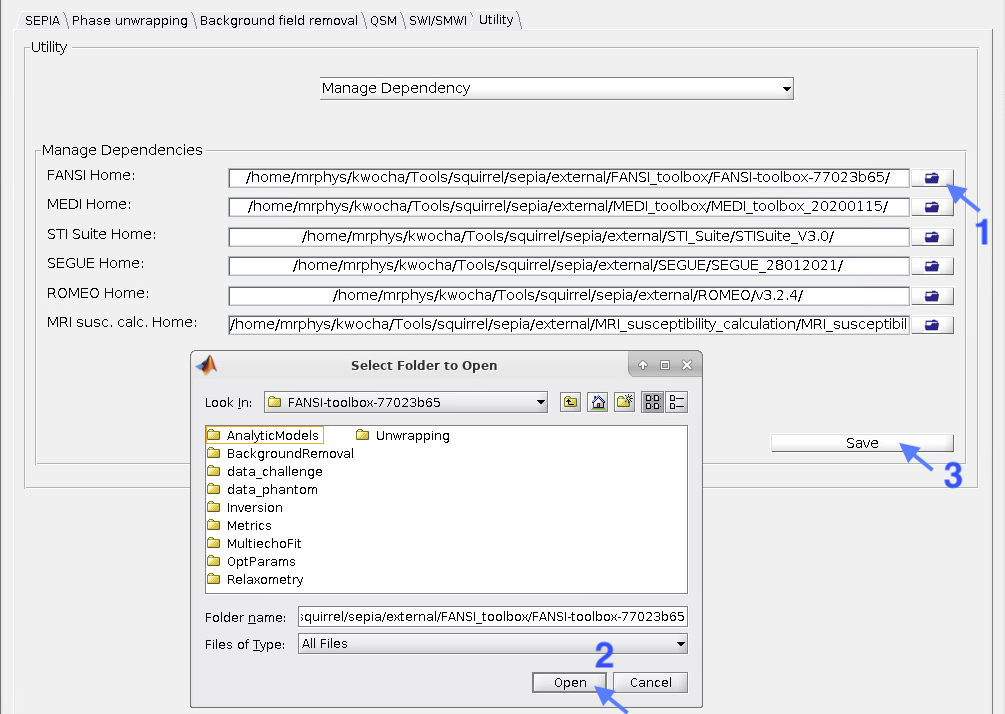 SEPIA Phase unwrapping Background field removal QSM SWI/SMWI Utility
Utility
Manage Dependency
Manage Dependencies
FANSI Home: /home/mrphys/kwocha/Tools/squirrel/sepia/external/FANSI_toolbox/FANSI-toolbox-77023b65/
MEDI Home: /home/mrphys/kwocha/Tools/squirrel/sepia/external/MEDI_toolbox/MEDI_toolbox_20200115/
1
STI Suite Home: /home/mrphys/kwocha/Tools/squirrel/sepia/external/STI_Suite/STISuite_V3.0/
SEGUE Home: /home/mrphys/kwocha/Tools/squirrel/sepia/external/SEGUE/SEGUE_28012021/
ROMEO Home: /home/mrphys/kwocha/Tools/squirrel/sepia/external/ROMEO/v3.2.4/
MRI susc. calc. Home: /home/mrphys/kwocha/Tools/squirrel/sepia/external/MRI_susceptibility_calculation/MRI_susceptibil
Select Folder to Open
Look In: FANSI-toolbox-77023b65
AnalyticModels Unwrapping
BackgroundRemoval
data_challenge
data_phantom
Inversion
Metrics
MultiechoFit
OptParams
Relaxometry
Save
3
Folder name: squirrel/sepia/external/FANSI_toolbox/FANSI-toolbox-77023b65
Files of Type: All Files
2
Open Cancel